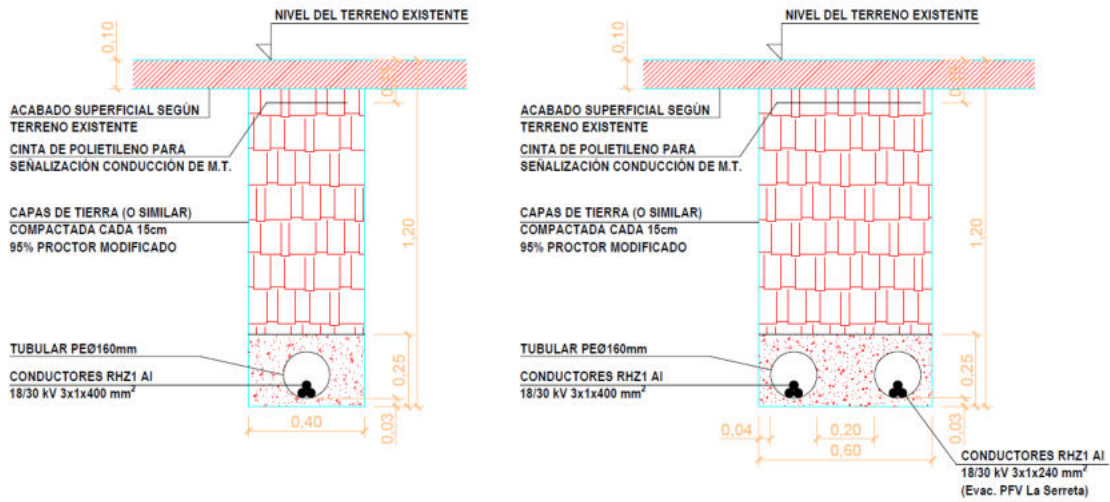 NIVEL DEL TERRENO EXISTENTE
0,10
ACABADO SUPERFICIAL SEGÚN
TERRENO EXISTENTE
CINTA DE POLIETILENO PARA
SEÑALIZACIÓN CONDUCCIÓN DE M.T.
CAPAS DE TIERRA (O SIMILAR)
COMPACTADA CADA 15cm
95% PROCTOR MODIFICADO
1,20
TUBULAR PEØ160mm
CONDUCTORES RHZ1 Al
18/30 kV 3x1x400 mm²
0,25
0,03
0,40
NIVEL DEL TERRENO EXISTENTE
0,10
ACABADO SUPERFICIAL SEGÚN
TERRENO EXISTENTE
CINTA DE POLIETILENO PARA
SEÑALIZACIÓN CONDUCCIÓN DE M.T.
CAPAS DE TIERRA (O SIMILAR)
COMPACTADA CADA 15cm
95% PROCTOR MODIFICADO
1,20
TUBULAR PEØ160mm
CONDUCTORES RHZ1 Al
18/30 kV 3x1x400 mm²
0,25
0,03
0,04
0,20
0,60
CONDUCTORES RHZ1 Al
18/30 kV 3x1x240 mm²
(Evac. PFV La Serreta)